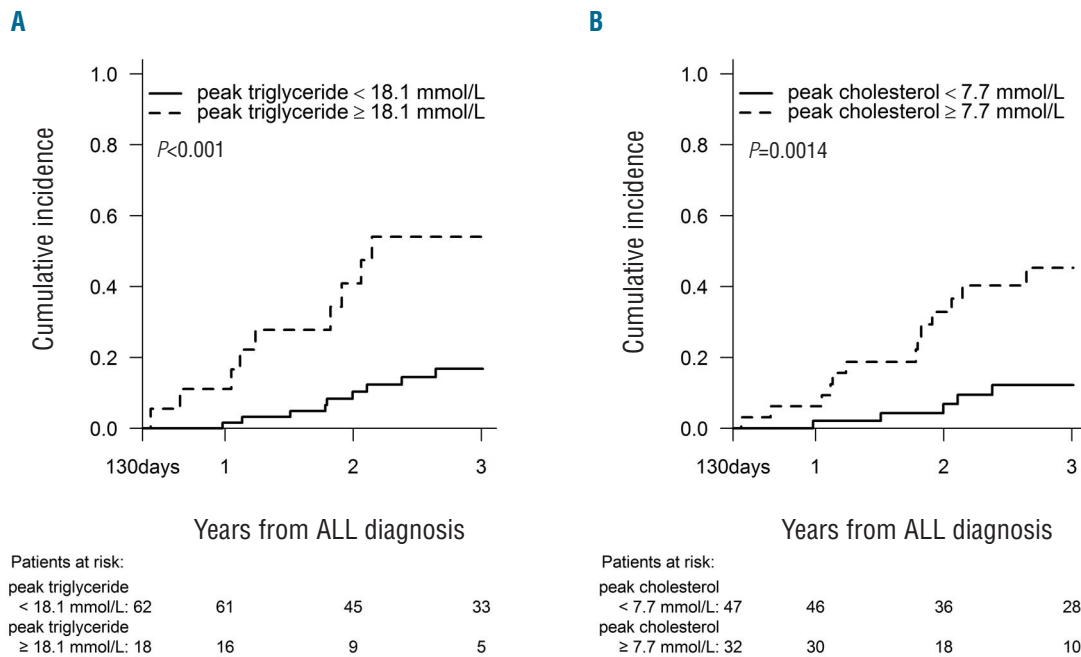 A
peak triglyceride < 18.1 mmol/L
peak triglyceride ≥ 18.1 mmol/L
P<0.001
Cumulative incidence
1.0
0.8
0.6
0.4
0.2
0.0
130days 1 2 3
Years from ALL diagnosis
Patients at risk:
peak triglyceride
< 18.1 mmol/L: 62 61 45 33
peak triglyceride
≥ 18.1 mmol/L: 18 16 9 5
B
peak cholesterol < 7.7 mmol/L
peak cholesterol ≥ 7.7 mmol/L
P=0.0014
Cumulative incidence
1.0
0.8
0.6
0.4
0.2
0.0
130days 1 2 3
Years from ALL diagnosis
Patients at risk:
peak cholesterol
< 7.7 mmol/L: 47 46 36 28
peak cholesterol
≥ 7.7 mmol/L: 32 30 18 10